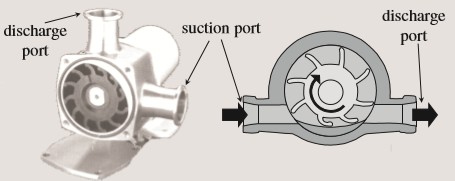 discharge
port
suction port
discharge
port